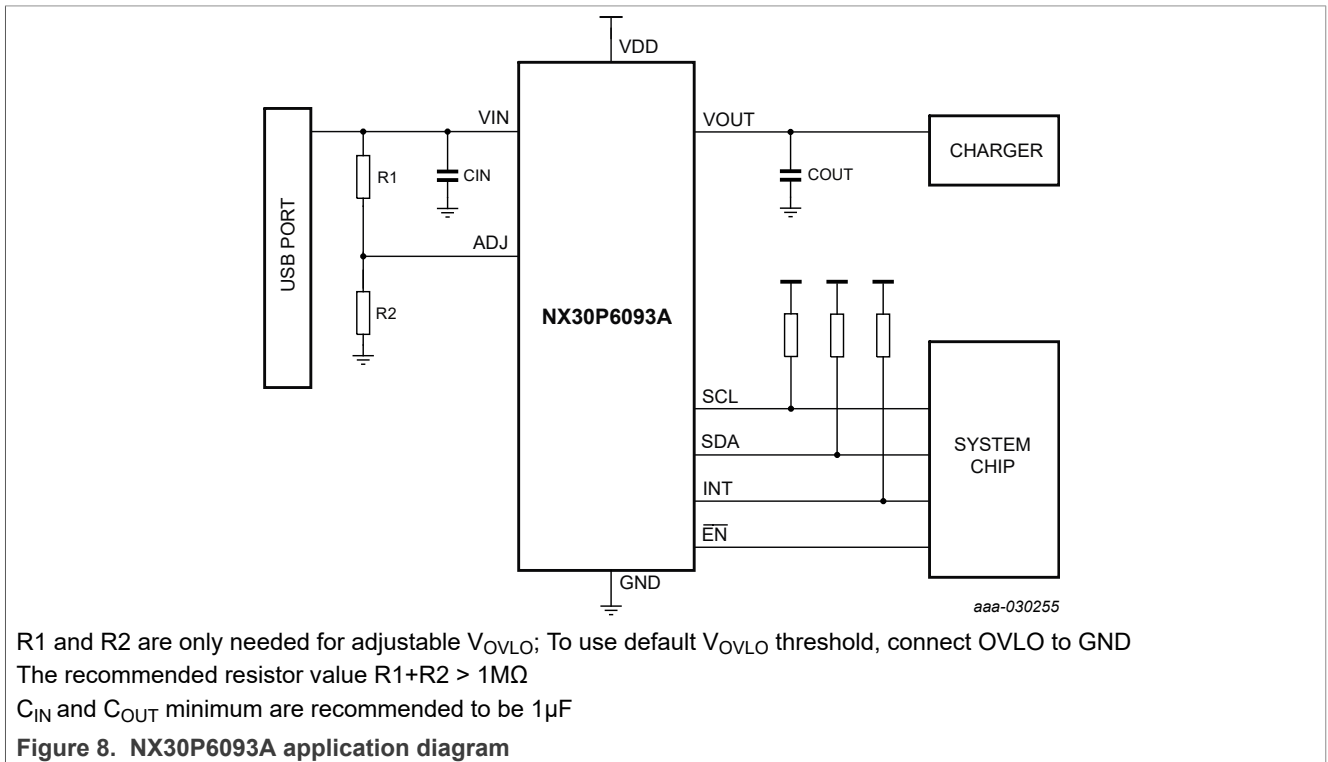 VDD
VIN
VOUT
CHARGER
R1
CIN
COUT
USB PORT
ADJ
R2
NX30P6093A
SCL
SDA
SYSTEM
CHIP
INT
EN
GND
aaa-030255
R1 and R2 are only needed for adjustable VOVLO; To use default VOVLO threshold, connect OVLO to GND
The recommended resistor value R1+R2 > 1MΩ
CIN and COUT minimum are recommended to be 1µF
Figure 8. NX30P6093A application diagram